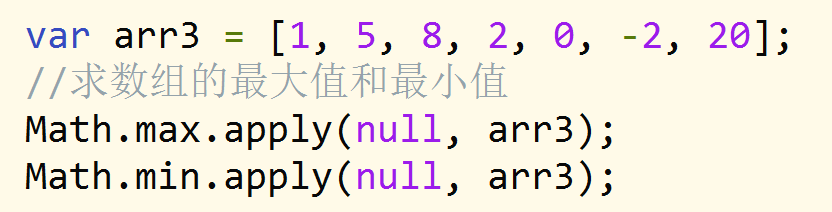 var arr3 = [1, 5, 8, 2, 0, -2, 20];
//求数组的最大值和最小值
Math.max.apply(null, arr3);
Math.min.apply(null, arr3);